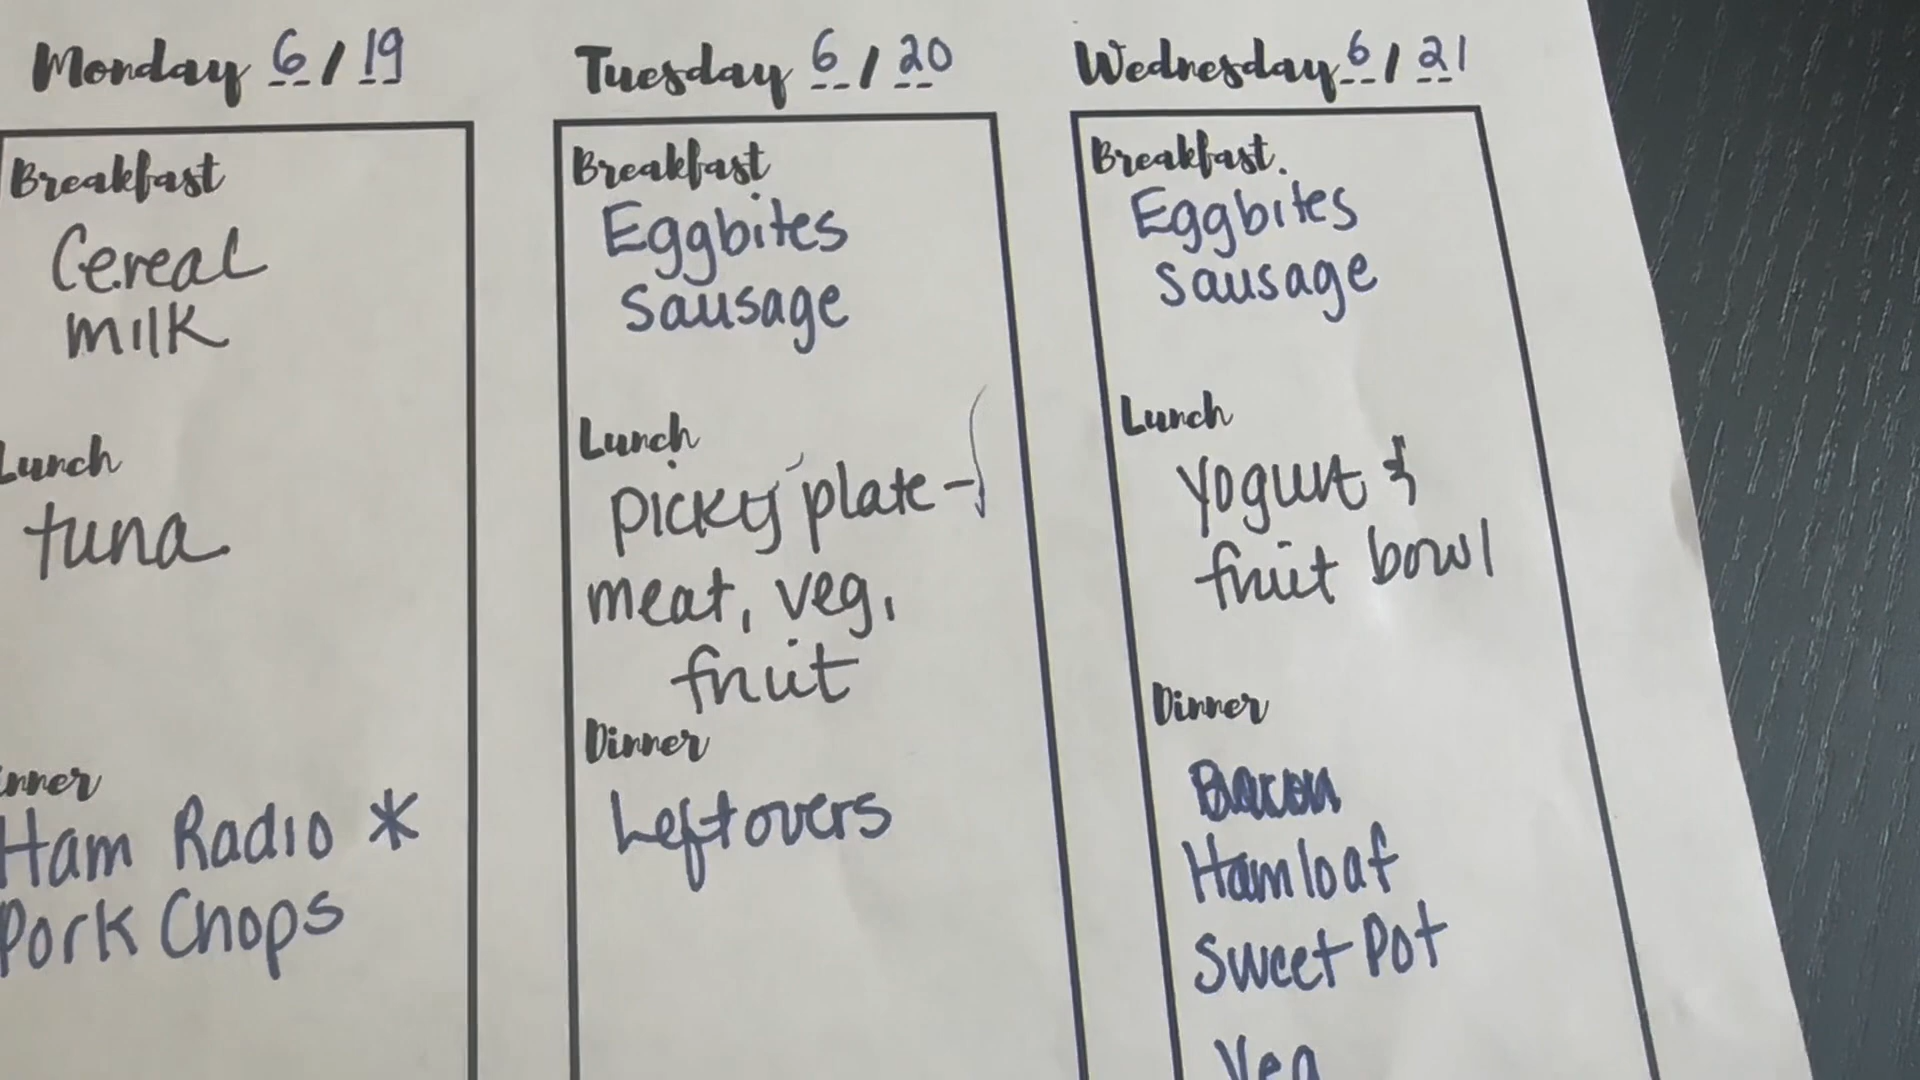 Monday 6/19
Breakfast
Cereal
milk
Lunch
tuna
inner
Ham Radio *
Pork Chops
Tuesday 6/20
Breakfast
Eggbites
sausage
Lunch
picky plate -
meat, veg,
fruit
Dinner
Leftovers
Wednesday 6/21
Breakfast
Eggbites
sausage
Lunch
yogurt &
fruit bowl
Dinner
Bacon
Hamloaf
Sweet Pot
Veg